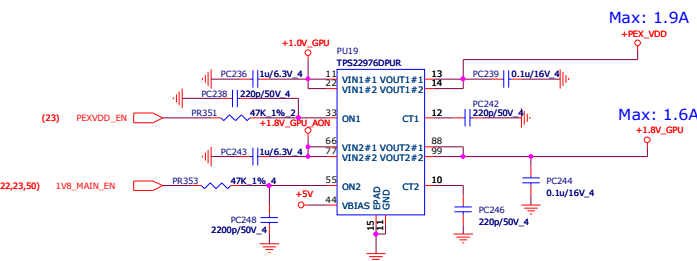 Max: 1.9A
+PEX_VDD
+1.0V_GPU
PU19
TPS22976DPUR
PC236 1u/6.3V_4
11 VIN1#1 VOUT1#1 13
22 VIN1#2 VOUT1#2 14
PC239 0.1u/16V_4
PC238 220p/50V_4
(23) PEXVDD_EN
PR351 47K_1%_2
33 ON1 CT1 12
PC242
220p/50V_4
+1.8V_GPU_AON
Max: 1.6A
+1.8V_GPU
66 VIN2#1 VOUT2#1 88
77 VIN2#2 VOUT2#2 99
PC243 1u/6.3V_4
PC244
0.1u/16V_4
22,23,50) 1V8_MAIN_EN
PR353 47K_1%_4
55 ON2 CT2 10
+5V
44 VBIAS
EPAD
GND
15
11
PC248
2200p/50V_4
PC246
220p/50V_4